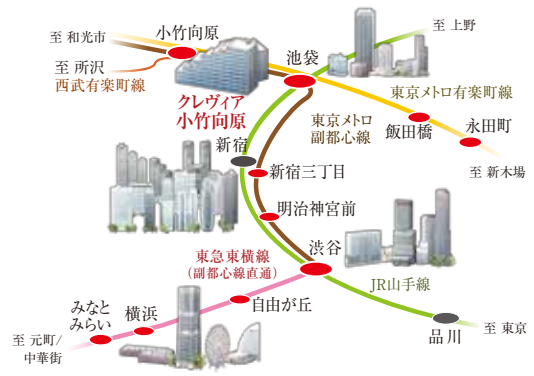 至 和光市
小竹向原
至 所沢
西武有楽町線
クレヴィア
小竹向原
池袋
至 上野
東京メトロ有楽町線
東京メトロ
副都心線
飯田橋
永田町
至 新木場
新宿
新宿三丁目
明治神宮前
渋谷
東急東横線
(副都心線直通)
JR山手線
自由が丘
横浜
みなと
みらい
至 元町/
中華街
品川
至 東京